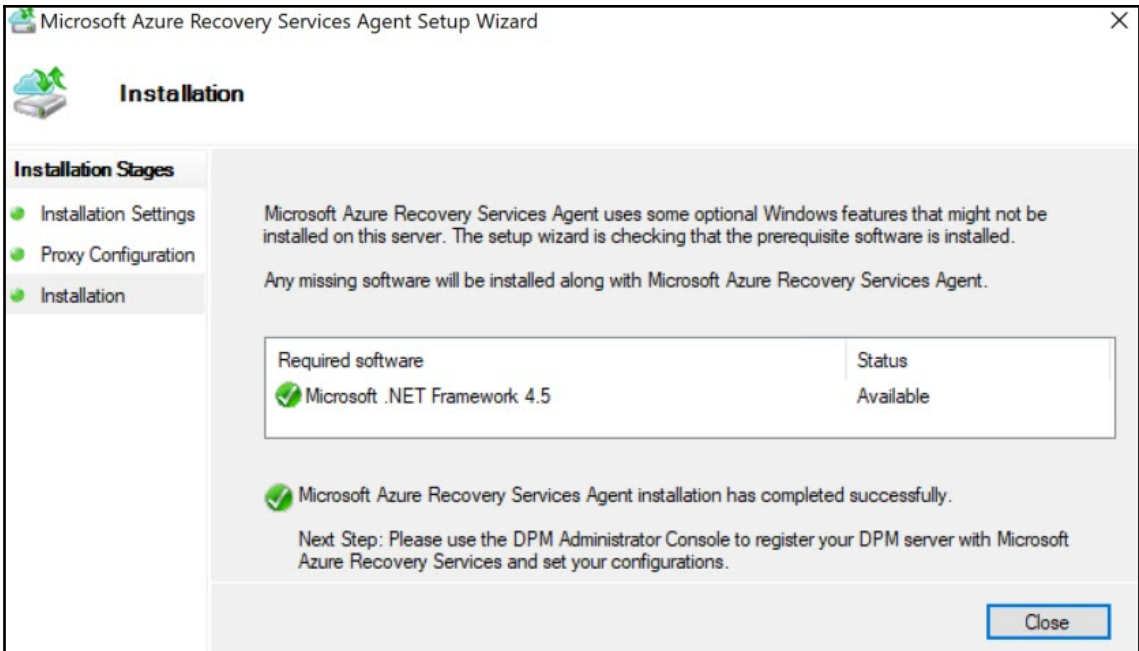 Microsoft Azure Recovery Services Agent Setup Wizard
Installation
Installation Stages
Installation Settings
Proxy Configuration
Installation
Microsoft Azure Recovery Services Agent uses some optional Windows features that might not be
installed on this server. The setup wizard is checking that the prerequisite software is installed.
Any missing software will be installed along with Microsoft Azure Recovery Services Agent.
Required software Status
Microsoft .NET Framework 4.5 Available
Microsoft Azure Recovery Services Agent installation has completed successfully.
Next Step: Please use the DPM Administrator Console to register your DPM server with Microsoft
Azure Recovery Services and set your configurations.
Close